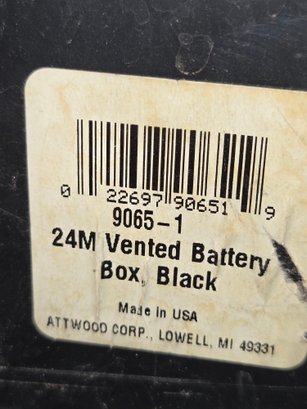 0 22697 90651 9
9065-1
24M Vented Battery
Box, Black
Made in USA
ATTWOOD CORP., LOWELL, MI 49331